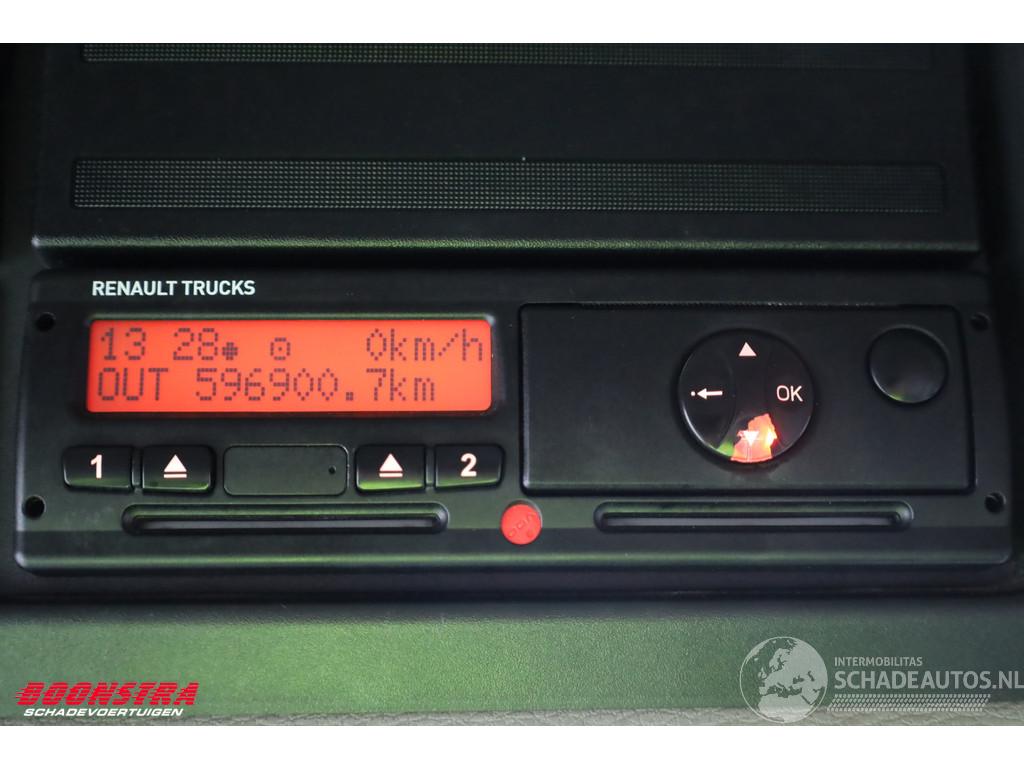 RENAULT TRUCKS
13 28 0km/h
OUT 596900.7km
OK
1 2
BOONSTRA
SCHADEVOERTUIGEN
INTERMOBILITAS
SCHADEAUTOS.NL